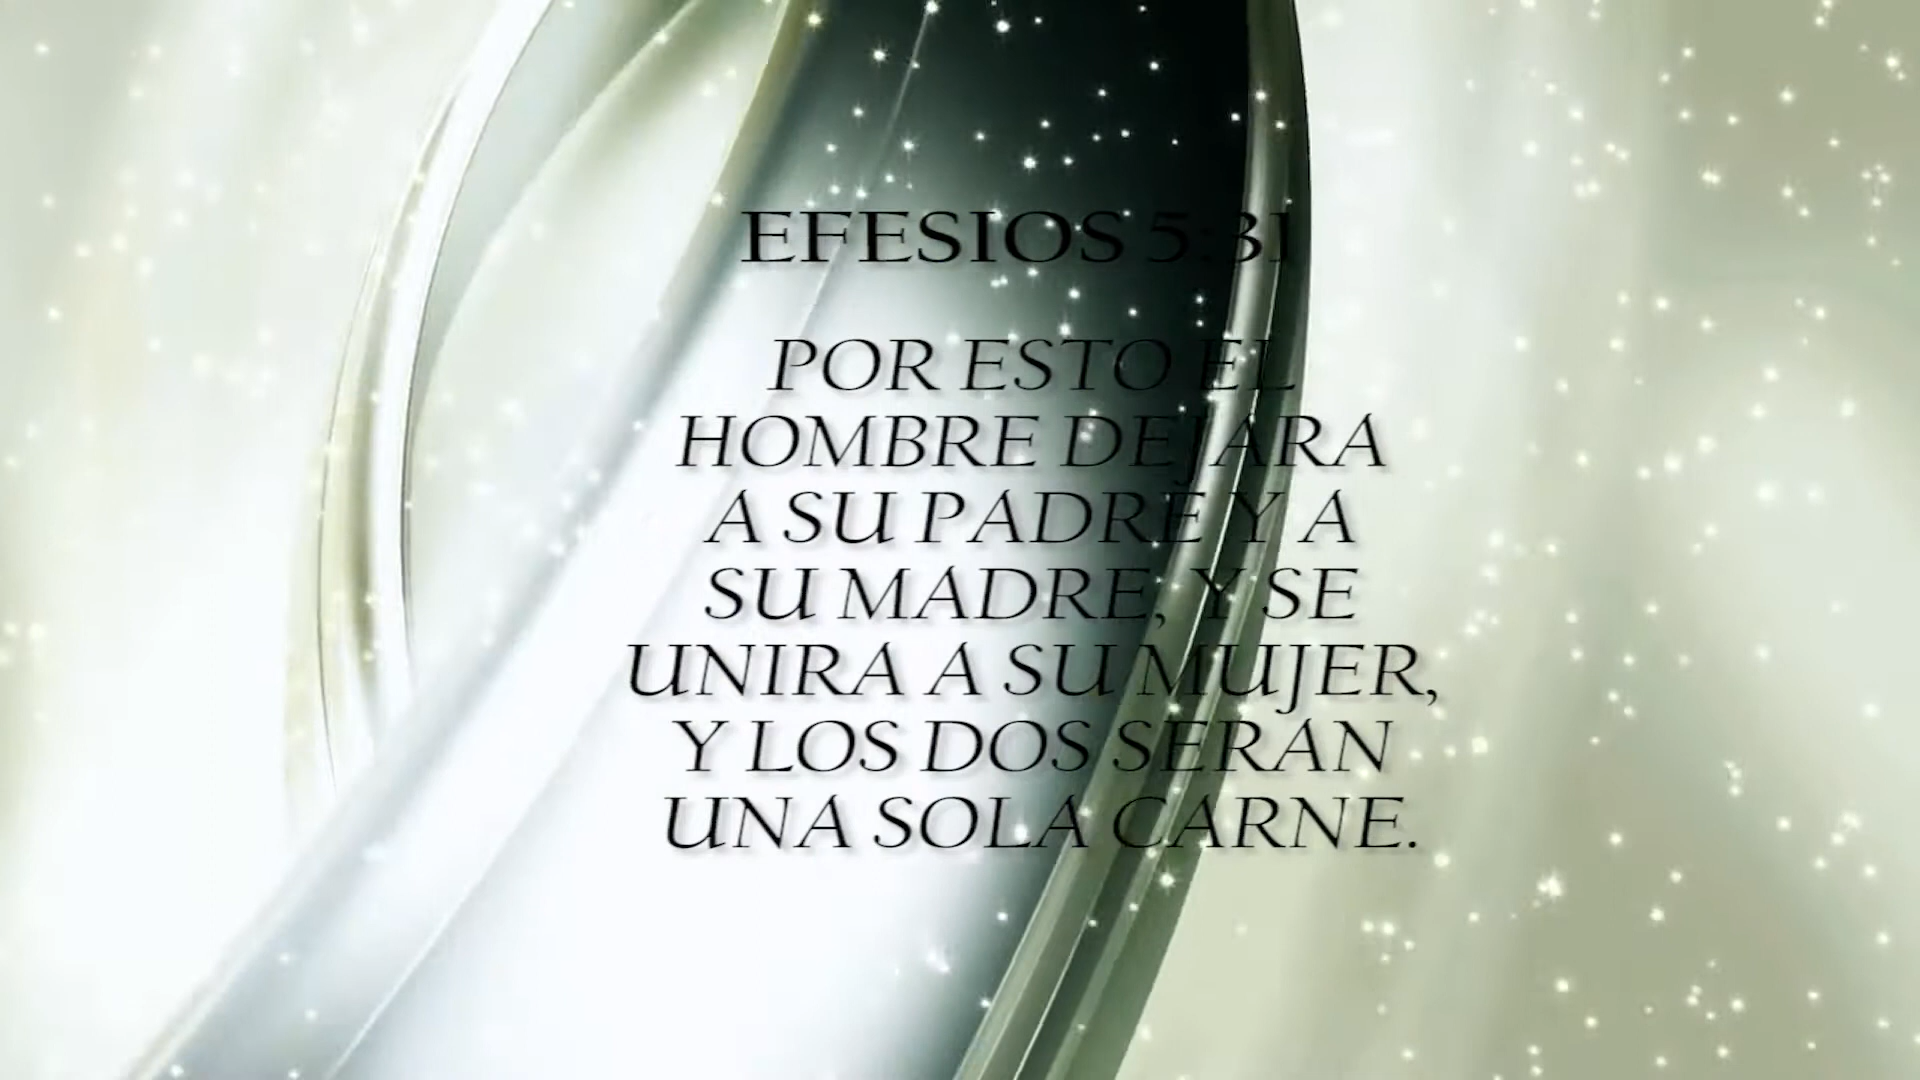 EFESIOS 5:31
POR ESTO EL
HOMBRE DEJARA
A SU PADRE Y A
SU MADRE, Y SE
UNIRA A SU MUJER,
Y LOS DOS SERAN
UNA SOLA CARNE.